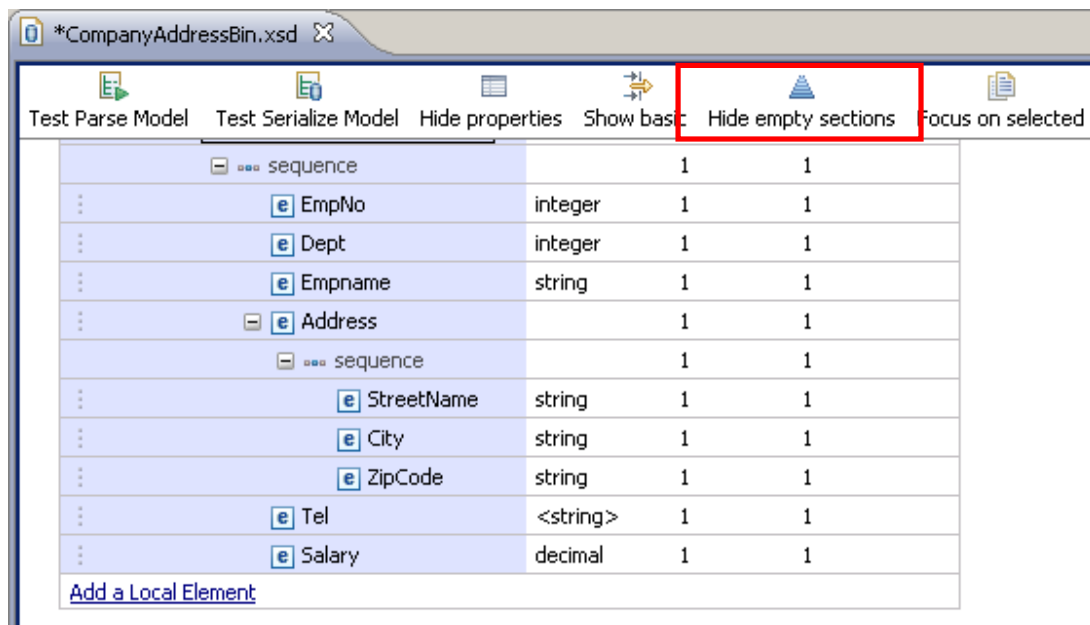 *CompanyAddressBin.xsd
Test Parse Model Test Serialize Model Hide properties Show basic Hide empty sections Focus on selected
sequence 1 1
e EmpNo integer 1 1
e Dept integer 1 1
e Empname string 1 1
e Address 1 1
sequence 1 1
e StreetName string 1 1
e City string 1 1
e ZipCode string 1 1
e Tel <string> 1 1
e Salary decimal 1 1
Add a Local Element